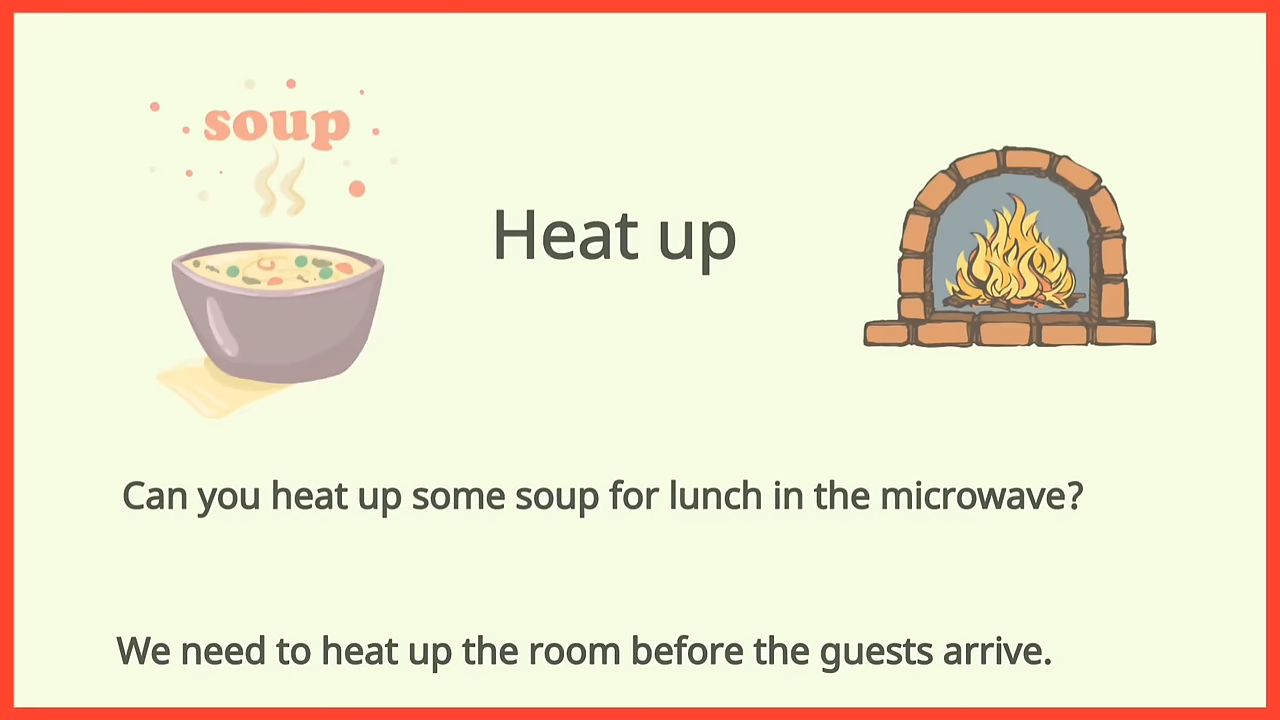 soup
Heat up
Can you heat up some soup for lunch in the microwave?
We need to heat up the room before the guests arrive.